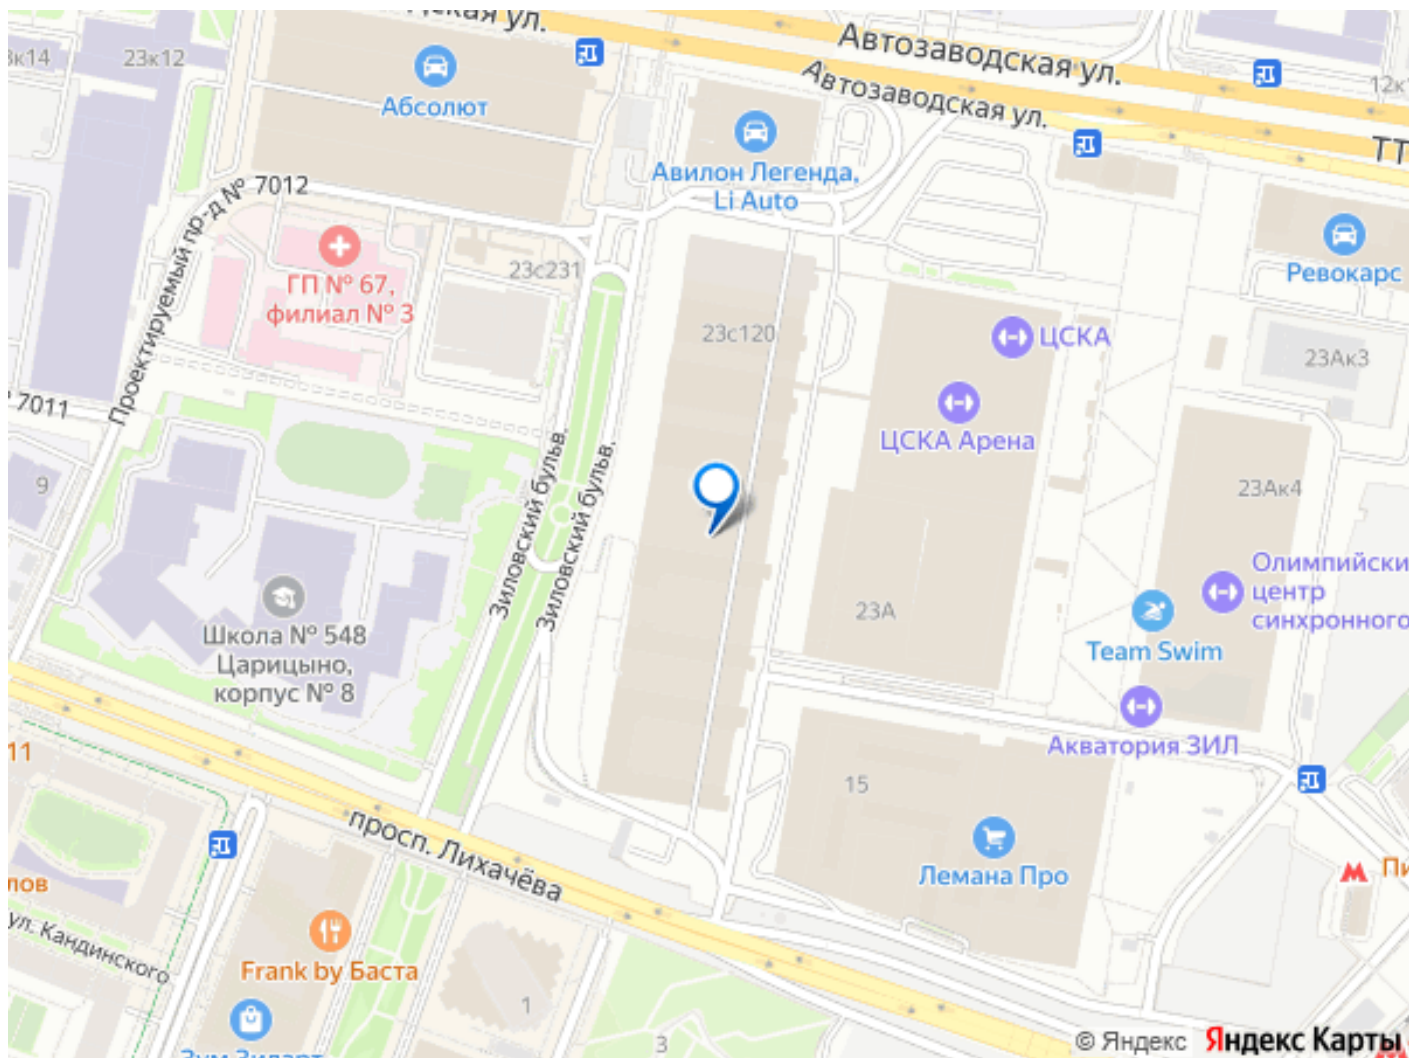 Автозаводская ул.
Автозаводская ул.
23к12
Абсолют
Авилон Легенда,
Li Auto
Проектируемый пр-д № 7012
ГП № 67,
филиал № 3
23с231
Ревокарс
23с120
ЦСКА
23Ак3
7011
ЦСКА Арена
9
Зиловский бульв.
Зиловский бульв.
23Ак4
Олимпийски
центр
синхронного
23А
Школа № 548
Царицыно,
корпус № 8
Team Swim
Акватория ЗИЛ
11
15
просп. Лихачёва
Лемана Про
ул. Кандинского
Frank by Баста
1
3
© Яндекс Яндекс Карты